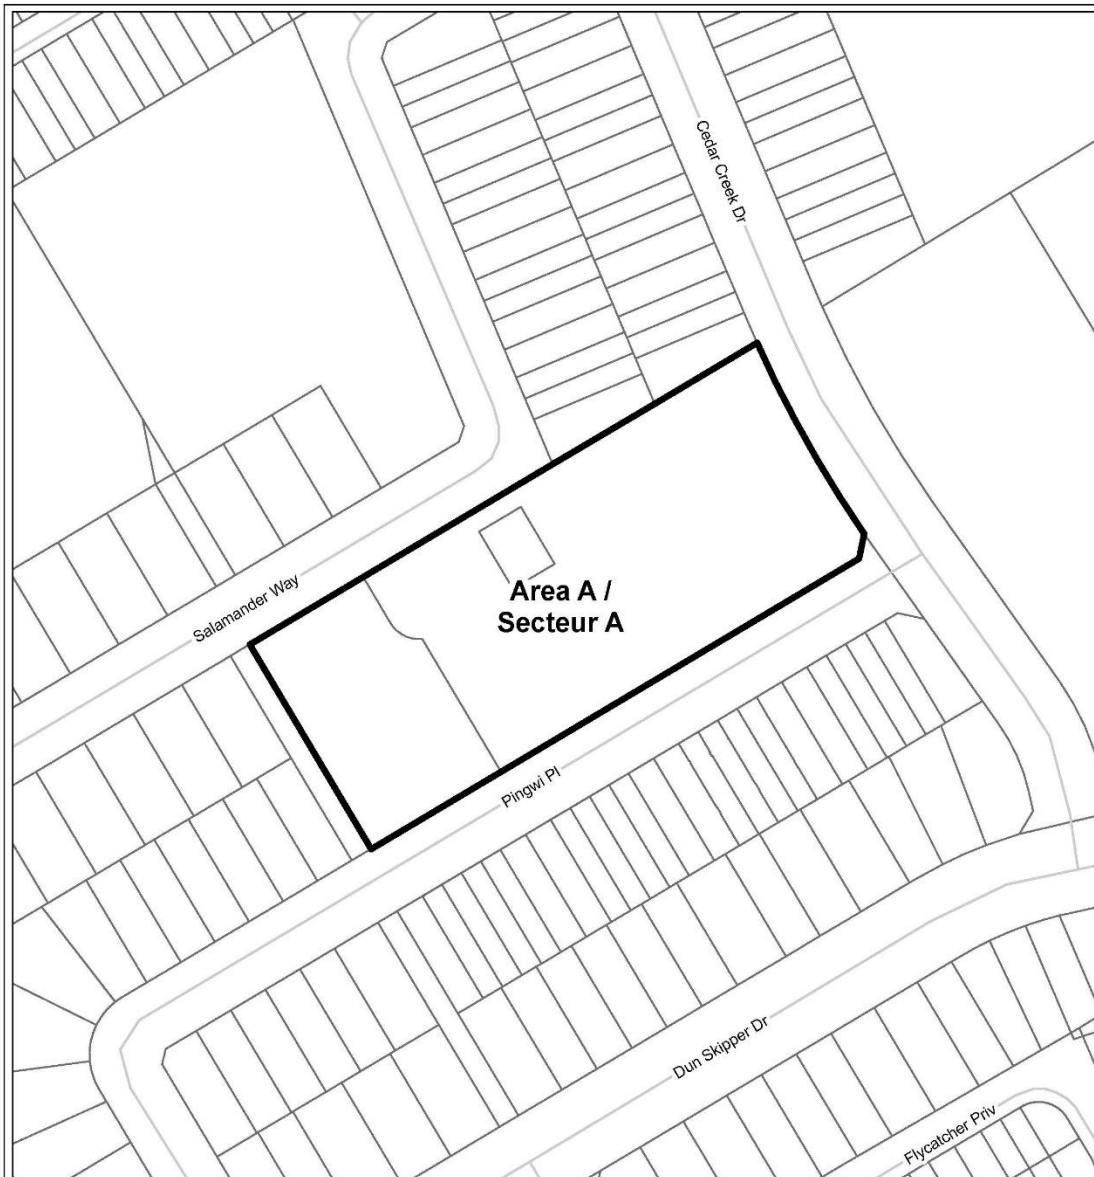 Cedar Creek Dr
Area A /
Secteur A
Salamander Way
Pingwi Pl
Dun Skipper Dr
Flycatcher Priv